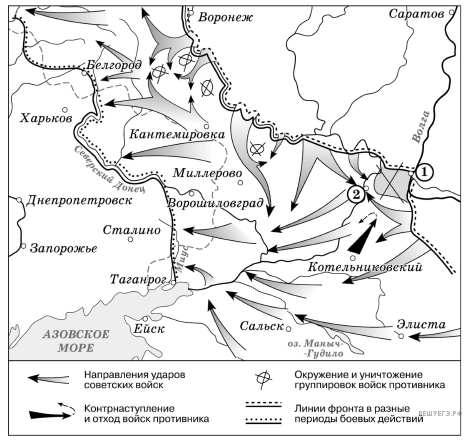 Воронеж
Саратов
Белгород
Харьков
Волга
Кантемировка
Северский Донец
Миллерово
1
2
Ворошиловград
Днепропетровск
Сталино
Запорожье
Миус
Котельниковский
Таганрог
АЗОВСКОЕ
МОРЕ
Ейск
Сальск
Элиста
оз. Маныч-
Гудило
Направления ударов
советских войск
Окружение и уничтожение
группировок войск противника
Контрнаступление
и отход войск противника
Линии фронта в разные
периоды боевых действий
РЕШУЕГЭ.РФ